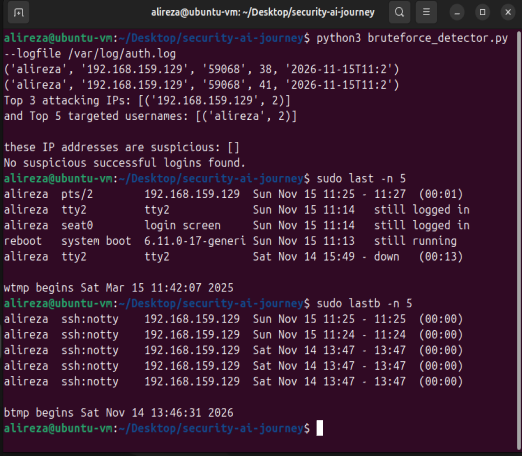 alireza@ubuntu-vm: ~/Desktop/security-ai-journey
alireza@ubuntu-vm:~/Desktop/security-ai-journey$ python3 bruteforce_detector.py
--logfile /var/log/auth.log
('alireza', '192.168.159.129', '59068', 38, '2026-11-15T11:2')
('alireza', '192.168.159.129', '59068', 41, '2026-11-15T11:2')
Top 3 attacking IPs: [('192.168.159.129', 2)]
and Top 5 targeted usernames: [('alireza', 2)]
these IP addresses are suspicious: []
No suspicious successful logins found.
alireza@ubuntu-vm:~/Desktop/security-ai-journey$ sudo last -n 5
alireza  pts/2        192.168.159.129  Sun Nov 15 11:25 - 11:27  (00:01)
alireza  tty2         tty2             Sun Nov 15 11:14   still logged in
alireza  seat0        login screen     Sun Nov 15 11:14   still logged in
reboot   system boot  6.11.0-17-generi Sun Nov 15 11:13   still running
alireza  tty2         tty2             Sat Nov 14 15:49 - down   (00:13)
wtmp begins Sat Mar 15 11:42:07 2025
alireza@ubuntu-vm:~/Desktop/security-ai-journey$ sudo lastb -n 5
alireza  ssh:notty    192.168.159.129  Sun Nov 15 11:25 - 11:25  (00:00)
alireza  ssh:notty    192.168.159.129  Sun Nov 15 11:24 - 11:24  (00:00)
alireza  ssh:notty    192.168.159.129  Sat Nov 14 13:47 - 13:47  (00:00)
alireza  ssh:notty    192.168.159.129  Sat Nov 14 13:47 - 13:47  (00:00)
alireza  ssh:notty    192.168.159.129  Sat Nov 14 13:47 - 13:47  (00:00)
btmp begins Sat Nov 14 13:46:31 2026
alireza@ubuntu-vm:~/Desktop/security-ai-journey$